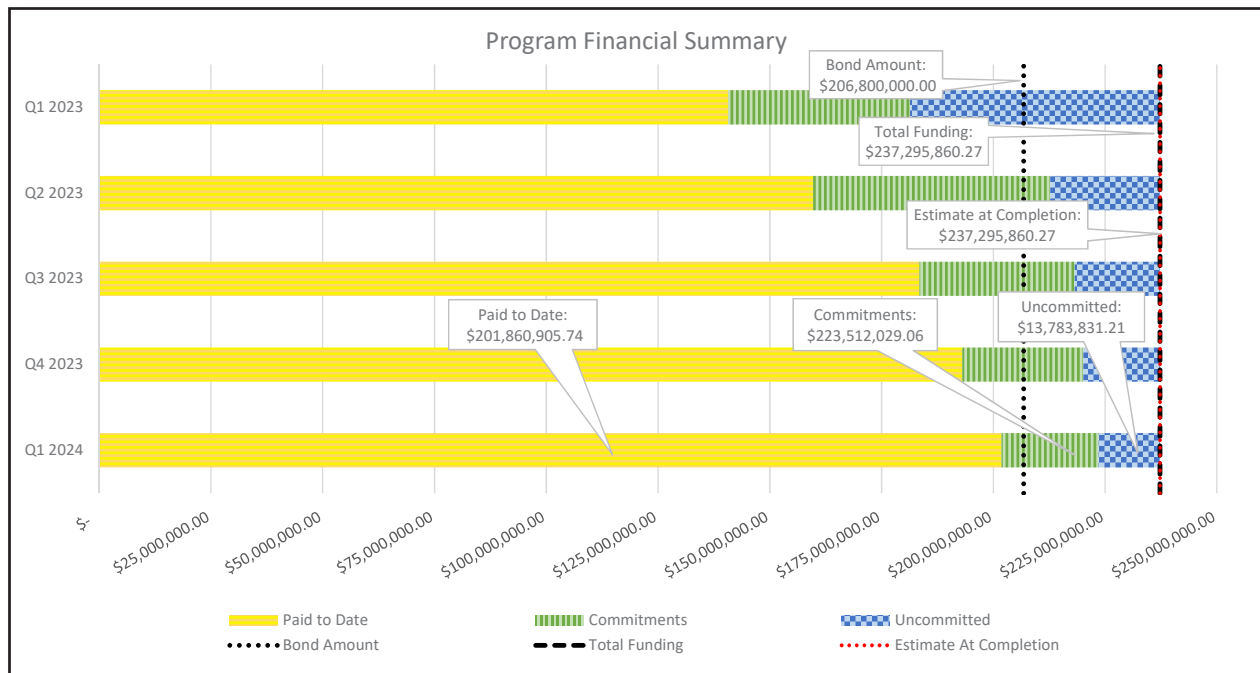 Program Financial Summary
Bond Amount:
$206,800,000.00
Q1 2023
Total Funding:
$237,295,860.27
Q2 2023
Estimate at Completion:
$237,295,860.27
Q3 2023
Paid to Date:
$201,860,905.74
Commitments:
$223,512,029.06
Uncommitted:
$13,783,831.21
Q4 2023
Q1 2024
$-
$25,000,000.00
$50,000,000.00
$75,000,000.00
$100,000,000.00
$125,000,000.00
$150,000,000.00
$175,000,000.00
$200,000,000.00
$225,000,000.00
$250,000,000.00
Paid to Date
Commitments
Uncommitted
Bond Amount
Total Funding
Estimate At Completion